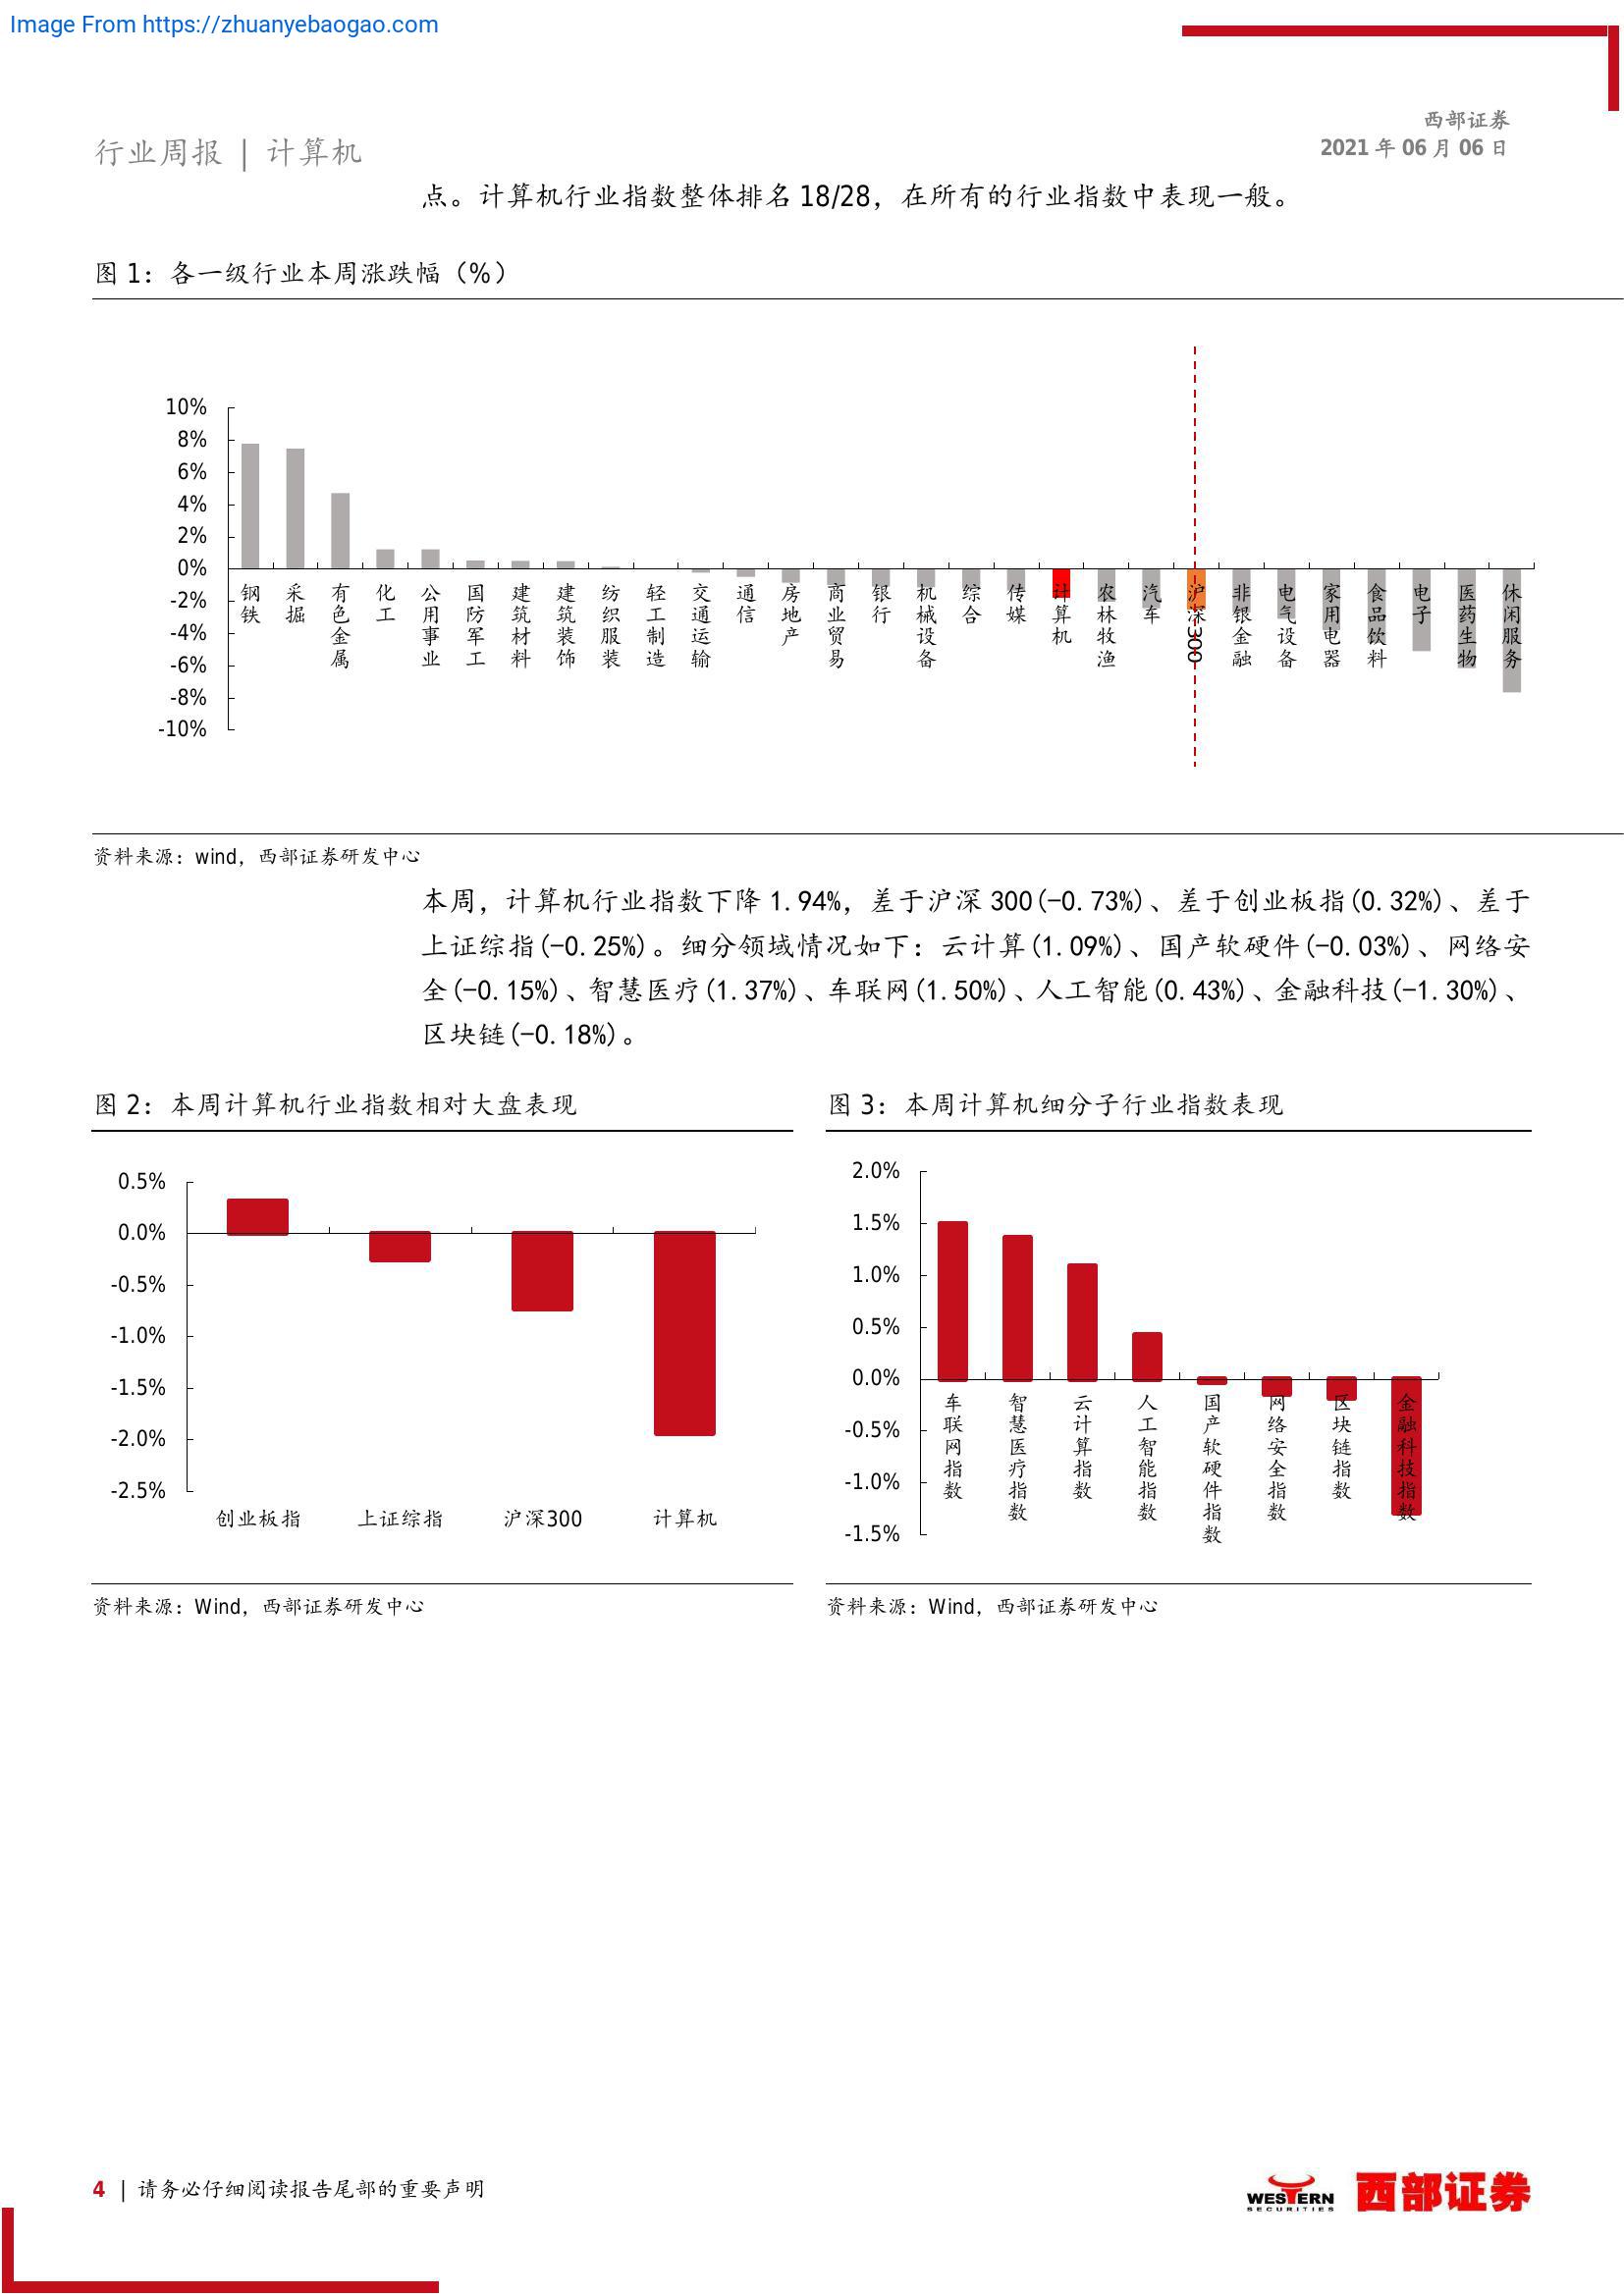 Image From https://zhuanyebaogao.com
西部证券
行业周报 | 计算机
2021 年 06 月 06 日
点。计算机行业指数整体排名 18/28，在所有的行业指数中表现一般。
图 1：各一级行业本周涨跌幅（%）
10%
8%
6%
4%
2%
0%
-2%
-4%
-6%
-8%
-10%
钢铁
采掘
有色金属
化工
公用事业
国防军工
建筑材料
建筑装饰
纺织服装
轻工制造
交通运输
通信
房地产
商业贸易
银行
机械设备
综合
传媒
计算机
农林牧渔
汽车
沪深300
非银金融
电气设备
家用电器
食品饮料
电子
医药生物
休闲服务
资料来源：wind，西部证券研发中心
本周，计算机行业指数下降 1.94%，差于沪深 300(-0.73%)、差于创业板指(0.32%)、差于
上证综指(-0.25%)。细分领域情况如下：云计算(1.09%)、国产软硬件(-0.03%)、网络安
全(-0.15%)、智慧医疗(1.37%)、车联网(1.50%)、人工智能(0.43%)、金融科技(-1.30%)、
区块链(-0.18%)。
图 2：本周计算机行业指数相对大盘表现
0.5%
0.0%
-0.5%
-1.0%
-1.5%
-2.0%
-2.5%
创业板指
上证综指
沪深300
计算机
资料来源：Wind，西部证券研发中心
图 3：本周计算机细分子行业指数表现
2.0%
1.5%
1.0%
0.5%
0.0%
-0.5%
-1.0%
-1.5%
车联网指数
智慧医疗指数
云计算指数
人工智能指数
国产软硬件指数
网络安全指数
区块链指数
金融科技指数
资料来源：Wind，西部证券研发中心
4 | 请务必仔细阅读报告尾部的重要声明
WESTERN
SECURITIES
西部证券